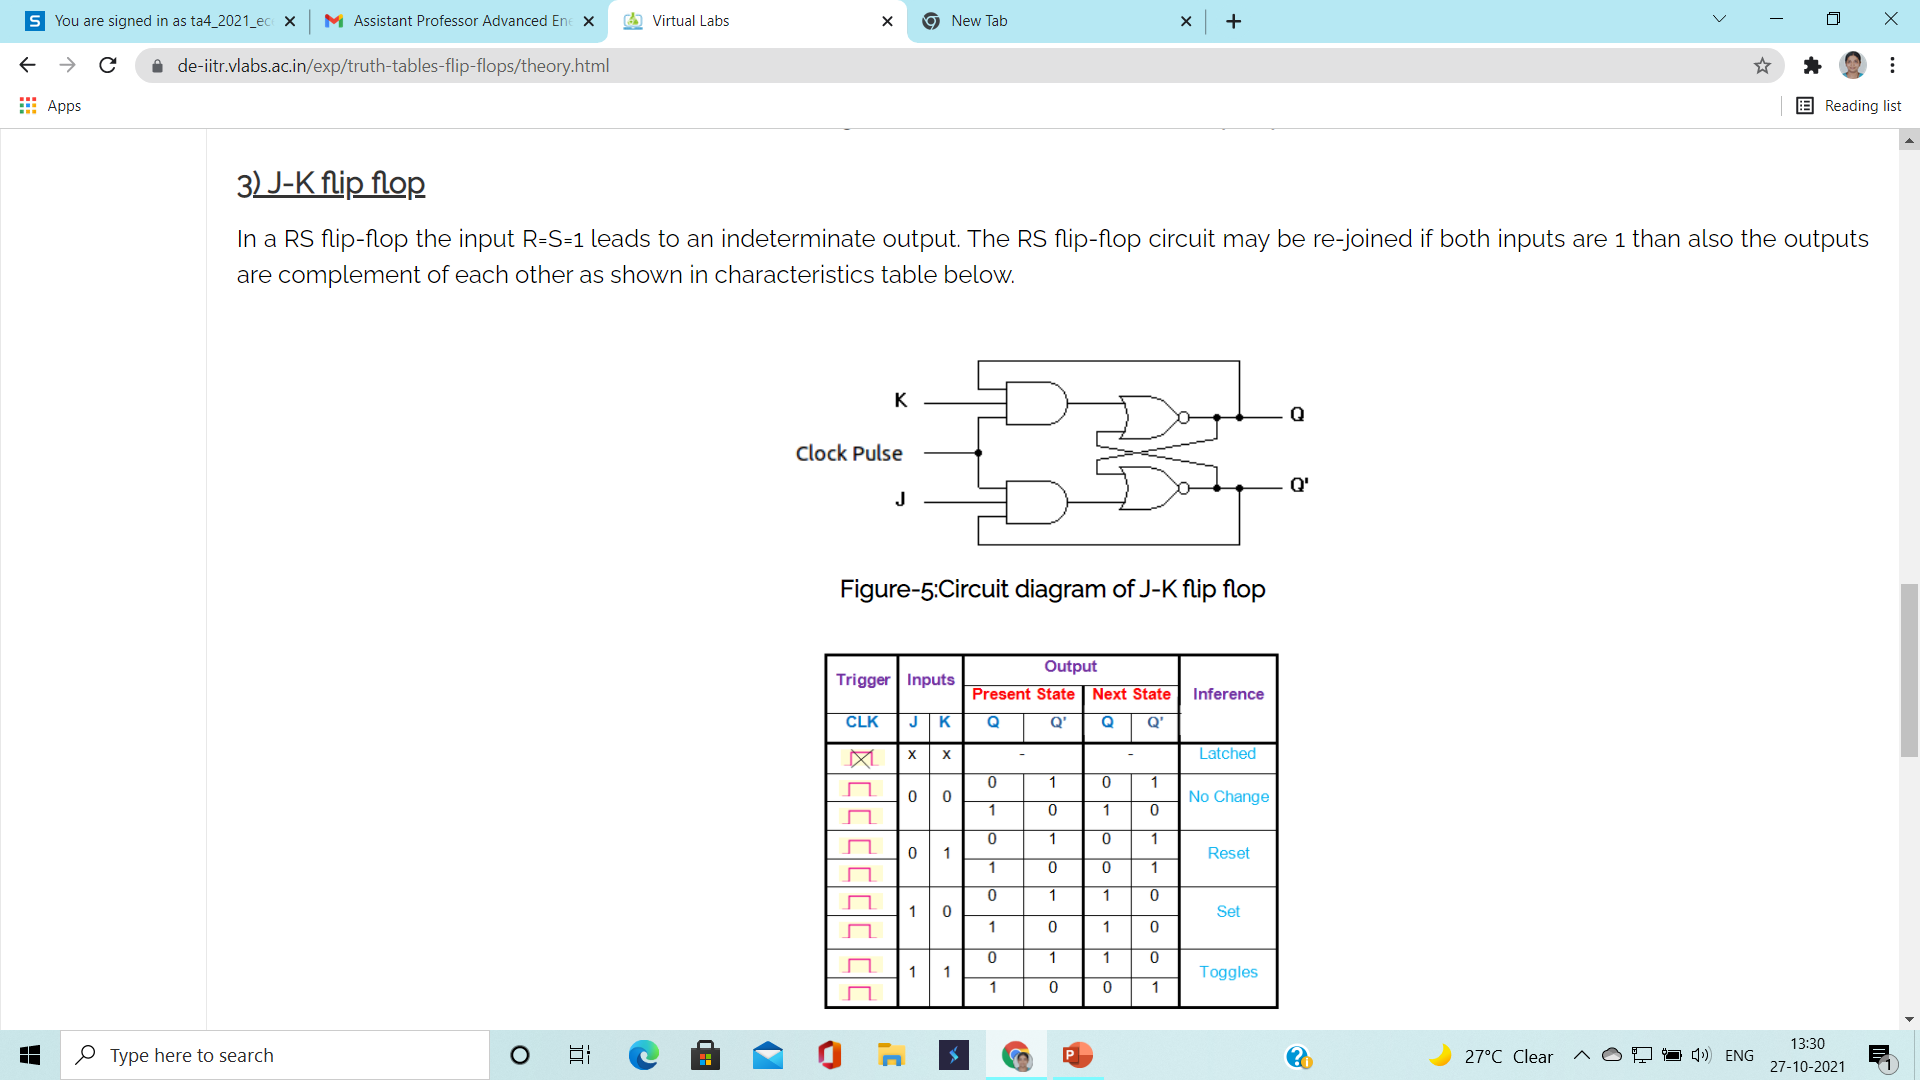 You are signed in as ta4_2021_ec
Assistant Professor Advanced En
Virtual Labs
New Tab
de-iitr.vlabs.ac.in/exp/truth-tables-flip-flops/theory.html
Apps
Reading list
3) J-K flip flop
In a RS flip-flop the input R=S=1 leads to an indeterminate output. The RS flip-flop circuit may be re-joined if both inputs are 1 than also the outputs
are complement of each other as shown in characteristics table below.
K
Q
Clock Pulse
J
Q'
Figure-5:Circuit diagram of J-K flip flop
Trigger Inputs Output Inference
Present State Next State
CLK J K Q Q' Q Q'
x x - - Latched
0 0 0 1 0 1 No Change
1 0 1 0
0 1 0 1 0 1 Reset
1 0 0 1
1 0 0 1 1 0 Set
1 0 1 0
1 1 0 1 1 0 Toggles
1 0 0 1
Type here to search
27°C Clear
ENG
13:30
27-10-2021
1